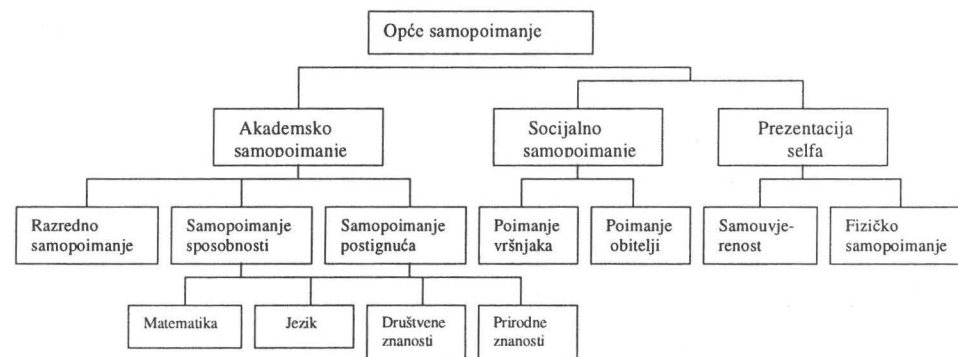 Opće samopoimanje
Akademsko
samopoimanje
Socijalno
samopoimanje
Prezentacija
selfa
Razredno
samopoimanje
Samopoimanje
sposobnosti
Samopoimanje
postignuća
Poimanje
vršnjaka
Poimanje
obitelji
Samouvje-
renost
Fizičko
samopoimanje
Matematika
Jezik
Društvene
znanosti
Prirodne
znanosti